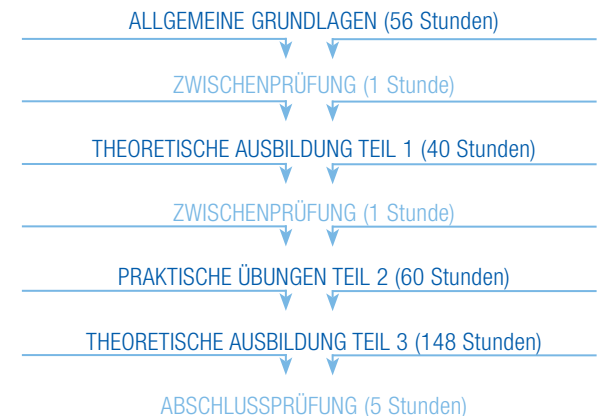 ALLGEMEINE GRUNDLAGEN (56 Stunden)
ZWISCHENPRÜFUNG (1 Stunde)
THEORETISCHE AUSBILDUNG TEIL 1 (40 Stunden)
ZWISCHENPRÜFUNG (1 Stunde)
PRAKTISCHE ÜBUNGEN TEIL 2 (60 Stunden)
THEORETISCHE AUSBILDUNG TEIL 3 (148 Stunden)
ABSCHLUSSPRÜFUNG (5 Stunden)